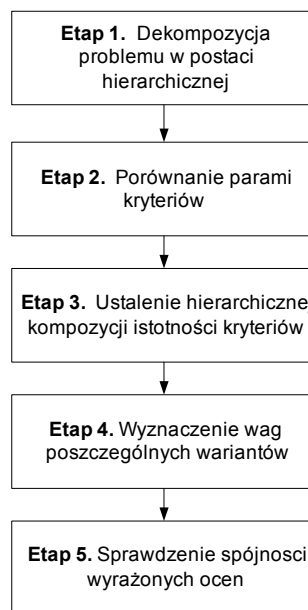 Etap 1. Dekompozycja
problemu w postaci
hierarchicznej
Etap 2. Porównanie parami
kryteriów
Etap 3. Ustalenie hierarchiczne
kompozycji istotności kryteriów
Etap 4. Wyznaczenie wag
poszczególnych wariantów
Etap 5. Sprawdzenie spójnosci
wyrażonych ocen